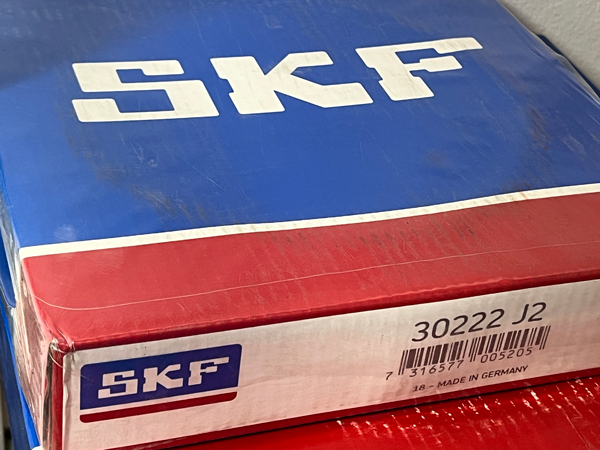 SKF
30222 J2
7 316577 005205
18 - MADE IN GERMANY
SKF